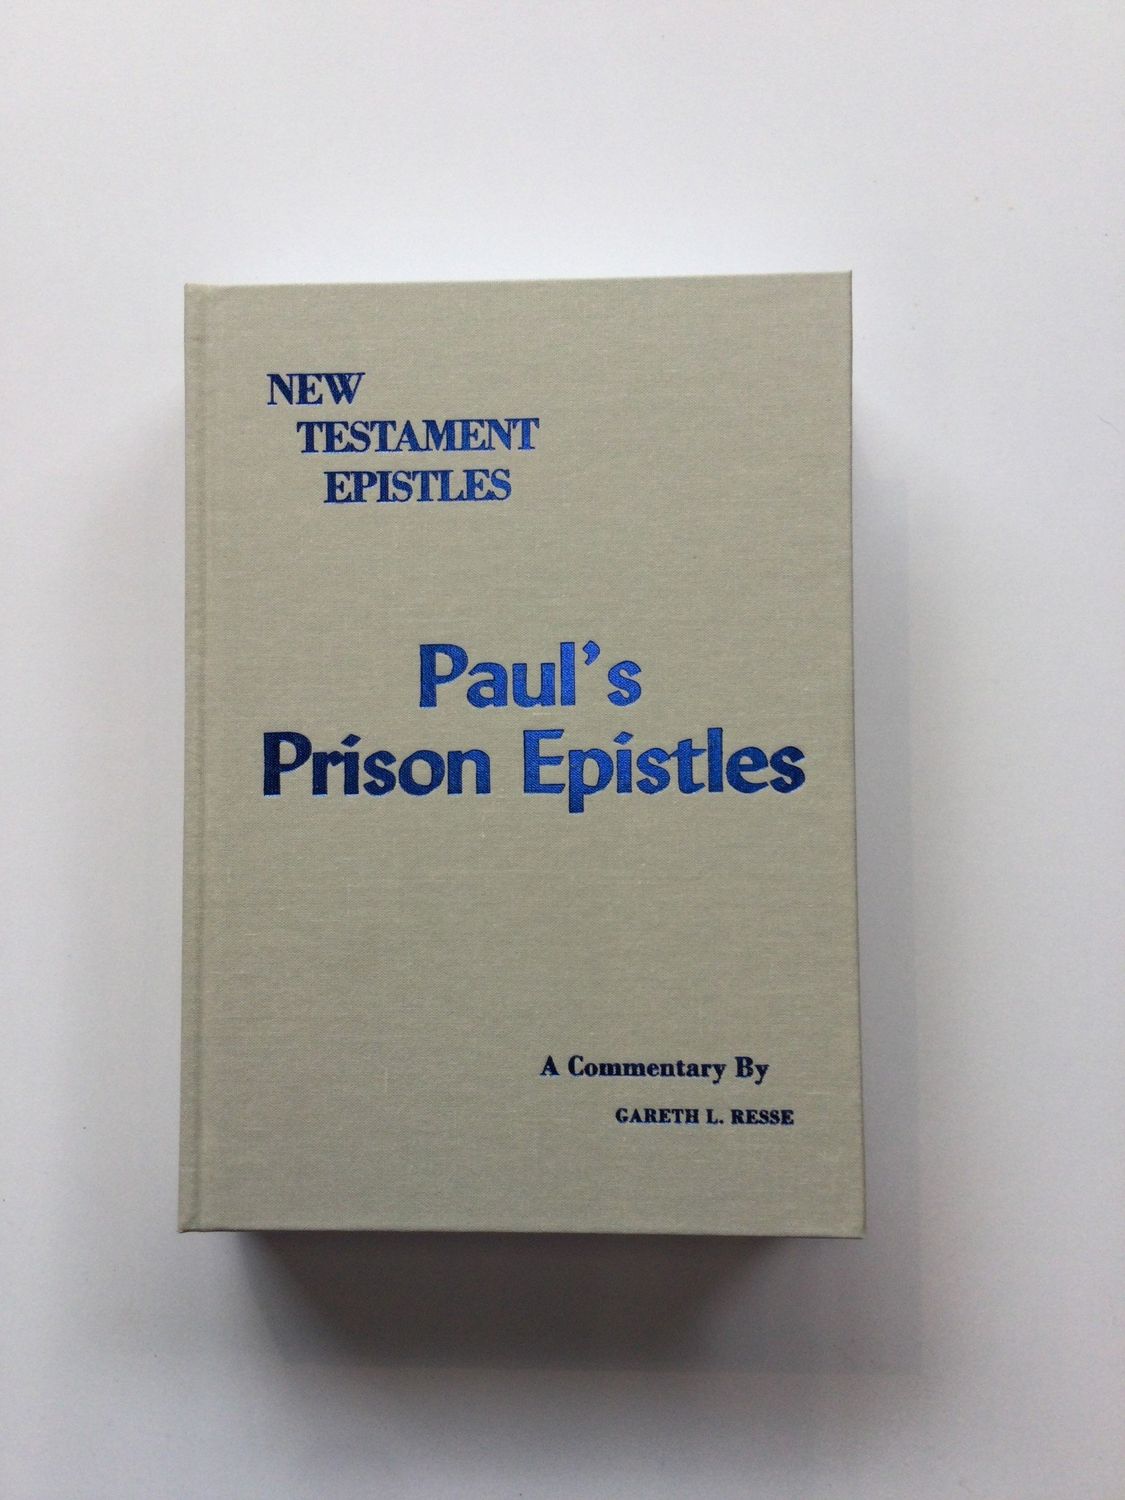 NEW
TESTAMENT
EPISTLES
Paul's
Prison Epistles
A Commentary By
GARETH L. RESSE